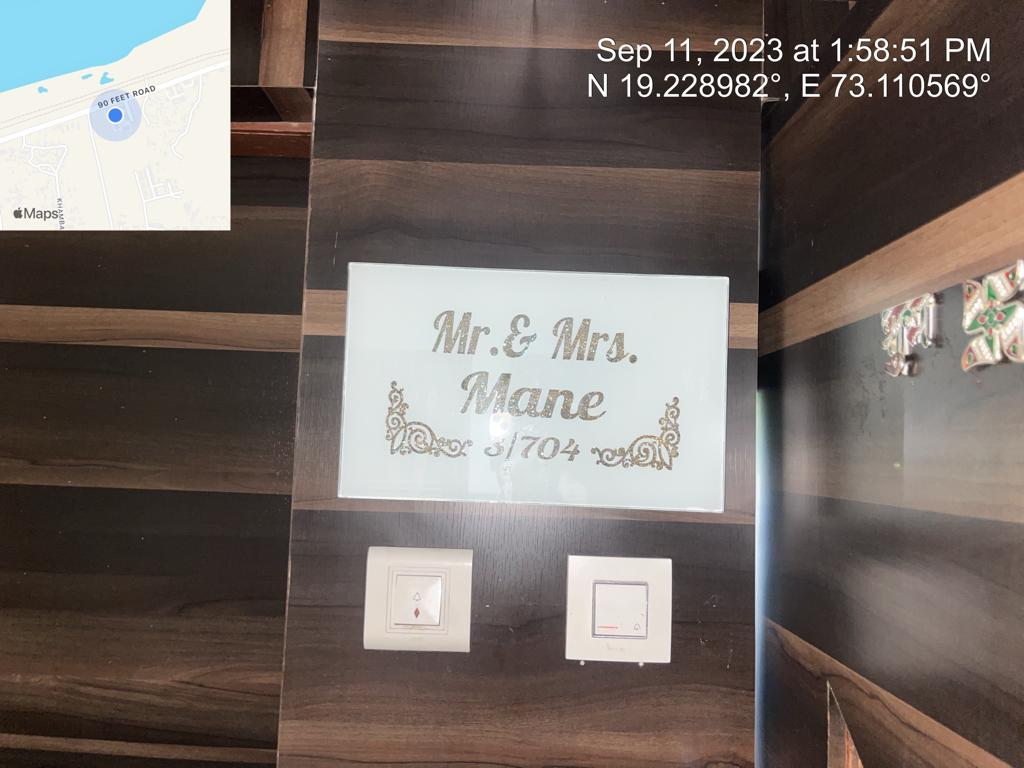 Sep 11, 2023 at 1:58:51 PM
N 19.228982°, E 73.110569°
90 FEET ROAD
KHAMBA
Maps
Mr.& Mrs.
Mane
3/704